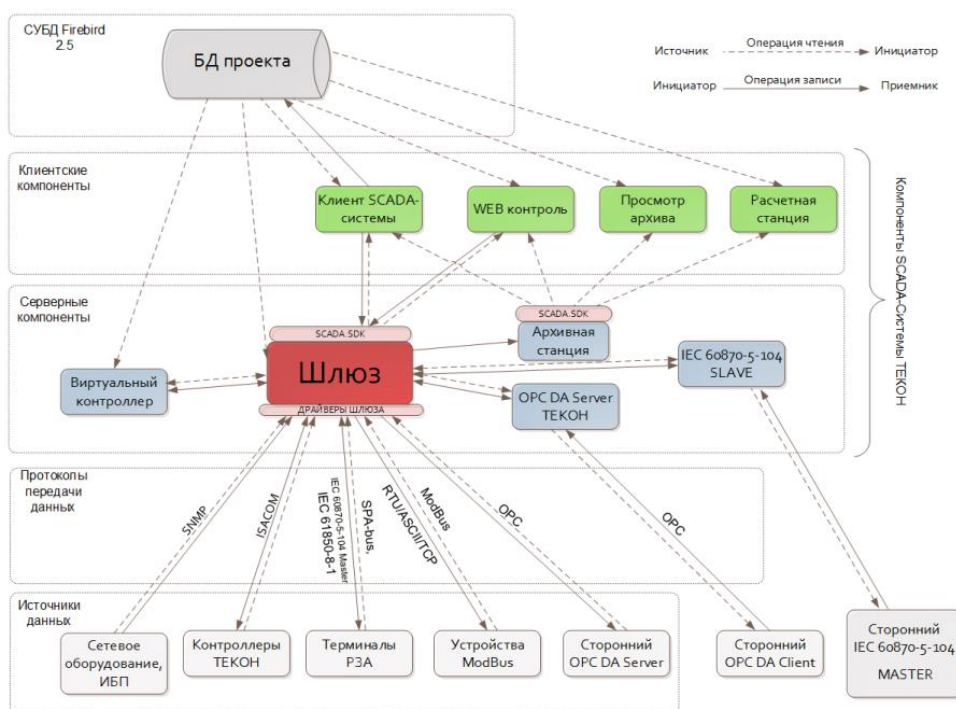 СУБД Firebird
2.5
БД проекта
Источник
Операция чтения
Инициатор
Инициатор
Операция записи
Приемник
Клиентские
компоненты
Клиент SCADA-
системы
WEB контроль
Просмотр
архива
Расчетная
станция
Компоненты SCADA-Системы ТЕКОН
Серверные
компоненты
SCADA.SDK
SCADA.SDK
Архивная
станция
Шлюз
ДРАЙВЕРЫ ШЛЮЗА
Виртуальный
контроллер
OPC DA Server
ТЕКОН
IEC 60870-5-104
SLAVE
Протоколы
передачи
данных
SNMP
ISACOM
IEC 60870-5-104 Master
IEC 61850-8-1
SPA-bus,
RTU/ASCII/TCP
ModBus
OPC
OPC
Источники
данных
Сетевое
оборудование,
ИБП
Контроллеры
ТЕКОН
Терминалы
РЗА
Устройства
ModBus
Сторонний
OPC DA Server
Сторонний
OPC DA Client
Сторонний
IEC 60870-5-104
MASTER